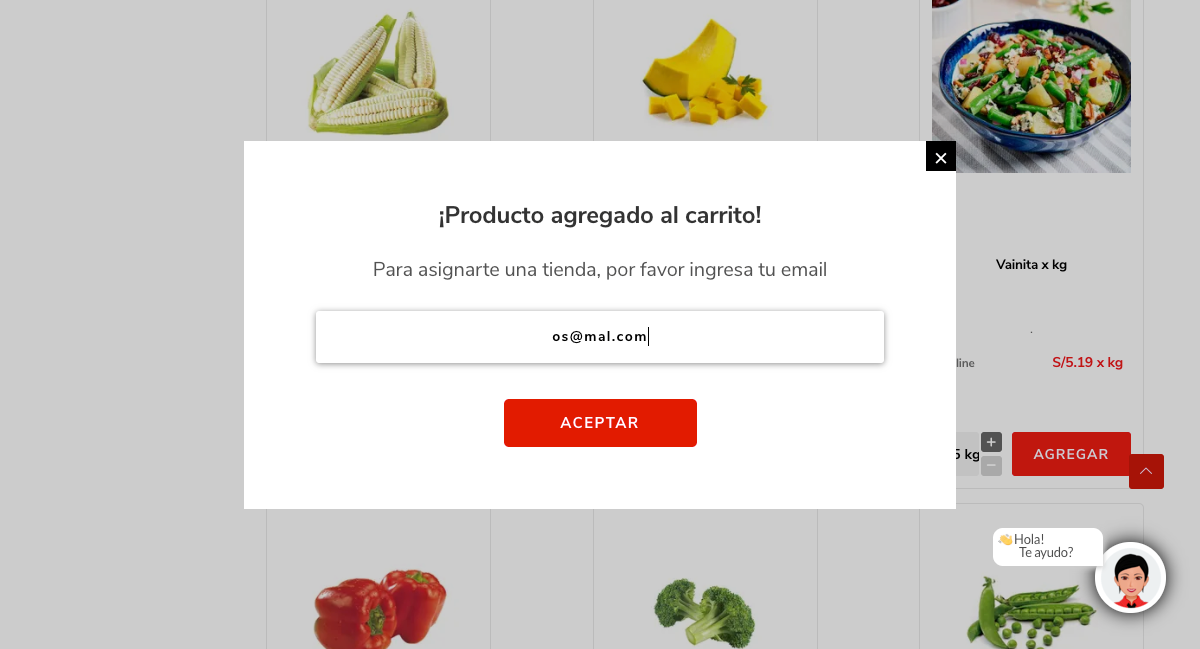 ¡Producto agregado al carrito!
Para asignarte una tienda, por favor ingresa tu email
os@mal.com
ACEPTAR
Vainita x kg
.
S/5.19 x kg
5 kg
+
−
AGREGAR
👋Hola!
Te ayudo?